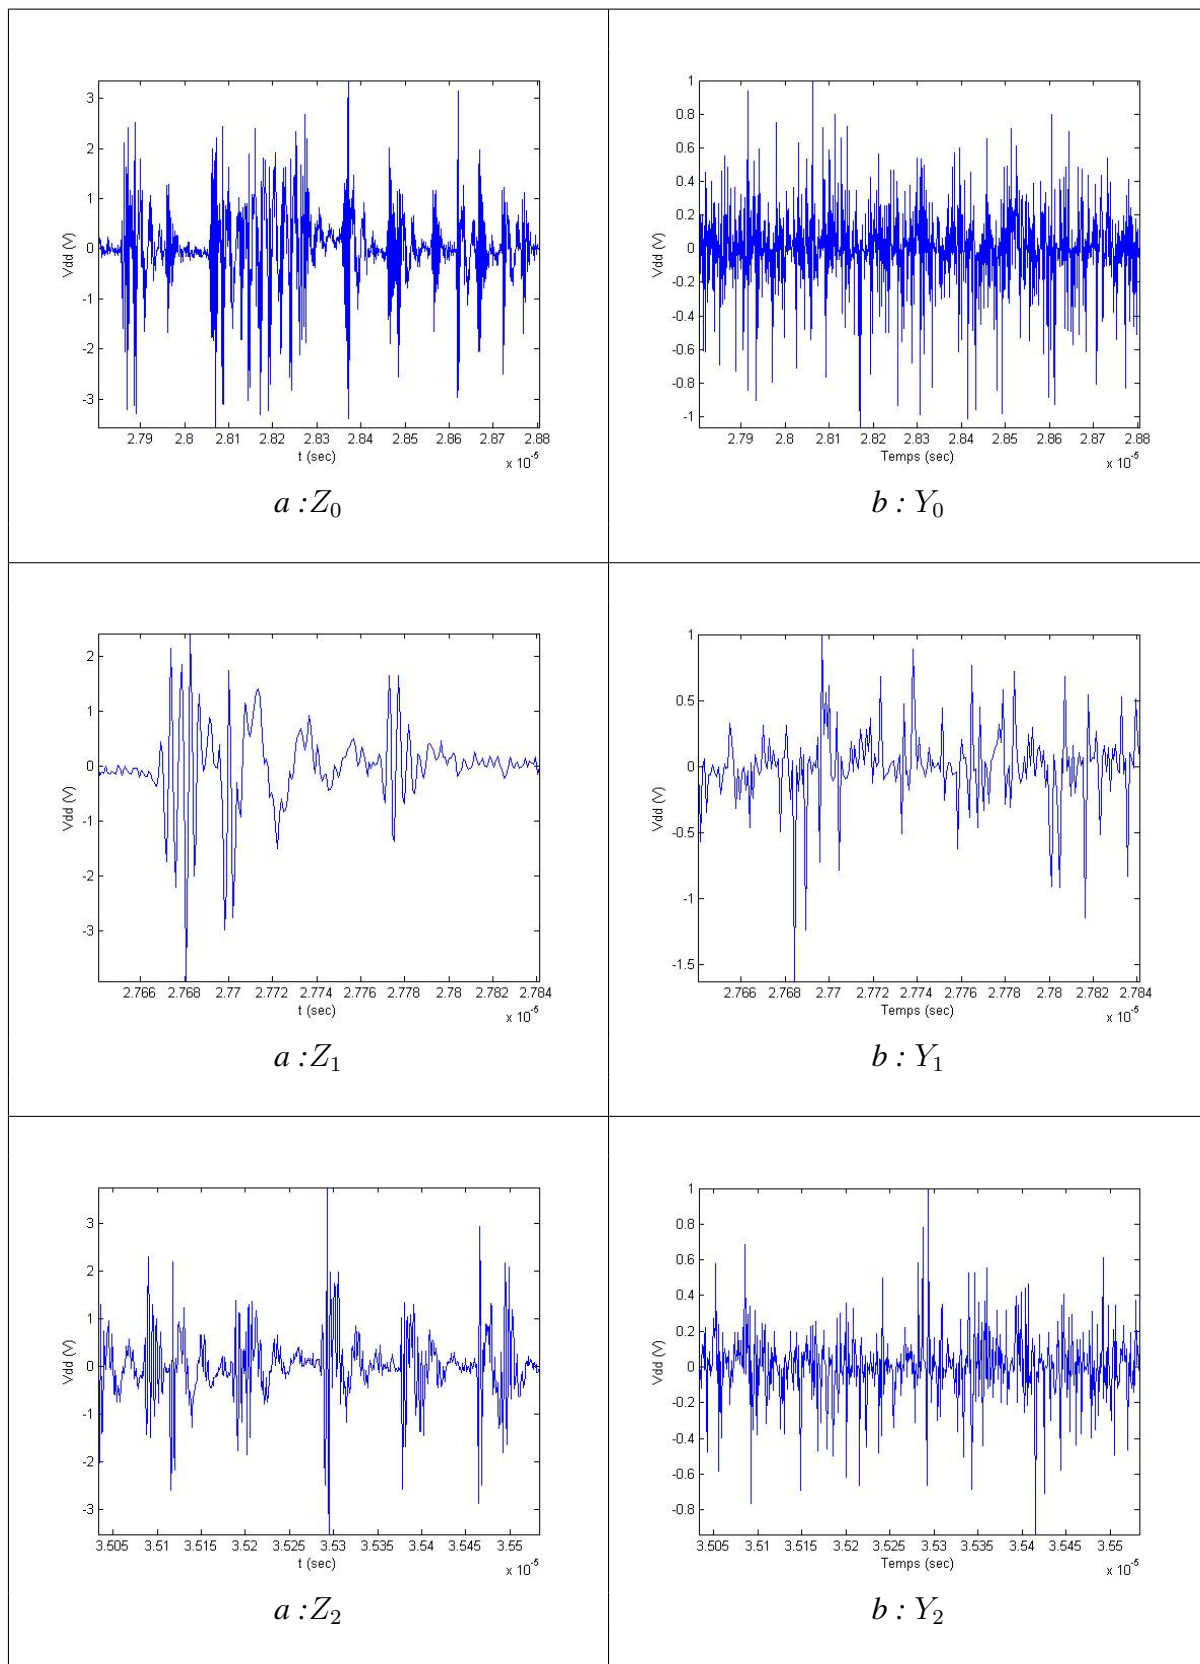 3
2
1
0
-1
-2
-3
Vdd (V)
2.79 2.8 2.81 2.82 2.83 2.84 2.85 2.86 2.87 2.88
t (sec)
x 10⁻⁵
a : Z₀
1
0.8
0.6
0.4
0.2
0
-0.2
-0.4
-0.6
-0.8
-1
Vdd (V)
2.79 2.8 2.81 2.82 2.83 2.84 2.85 2.86 2.87 2.88
Temps (sec)
x 10⁻⁵
b : Y₀
2
1
0
-1
-2
-3
Vdd (V)
2.766 2.768 2.77 2.772 2.774 2.776 2.778 2.78 2.782 2.784
t (sec)
x 10⁻⁵
a : Z₁
1
0.5
0
-0.5
-1
-1.5
Vdd (V)
2.766 2.768 2.77 2.772 2.774 2.776 2.778 2.78 2.782 2.784
Temps (sec)
x 10⁻⁵
b : Y₁
3
2
1
0
-1
-2
-3
Vdd (V)
3.505 3.51 3.515 3.52 3.525 3.53 3.535 3.54 3.545 3.55
t (sec)
x 10⁻⁵
a : Z₂
1
0.8
0.6
0.4
0.2
0
-0.2
-0.4
-0.6
-0.8
Vdd (V)
3.505 3.51 3.515 3.52 3.525 3.53 3.535 3.54 3.545 3.55
Temps (sec)
x 10⁻⁵
b : Y₂